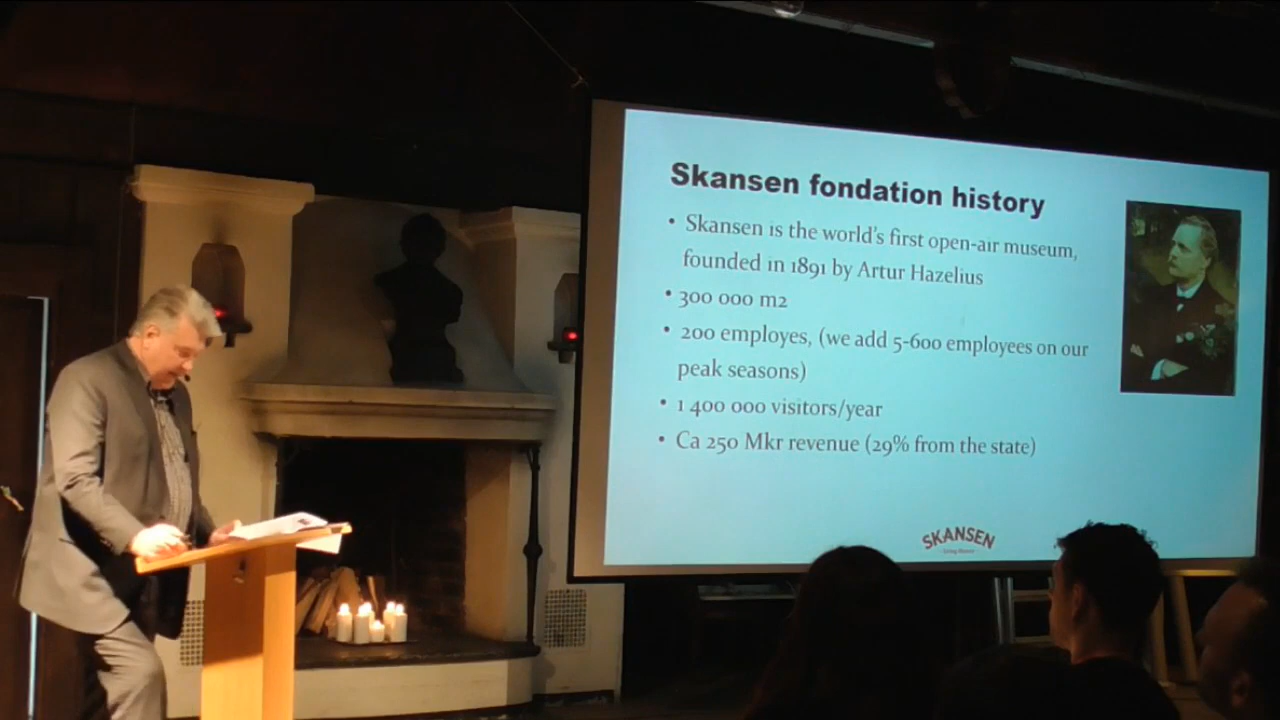 Skansen fondation history
• Skansen is the world's first open-air museum,
founded in 1891 by Artur Hazelius
• 300 000 m2
• 200 employes, (we add 5-600 employees on our
peak seasons)
• 1 400 000 visitors/year
• Ca 250 Mkr revenue (29% from the state)
SKANSEN